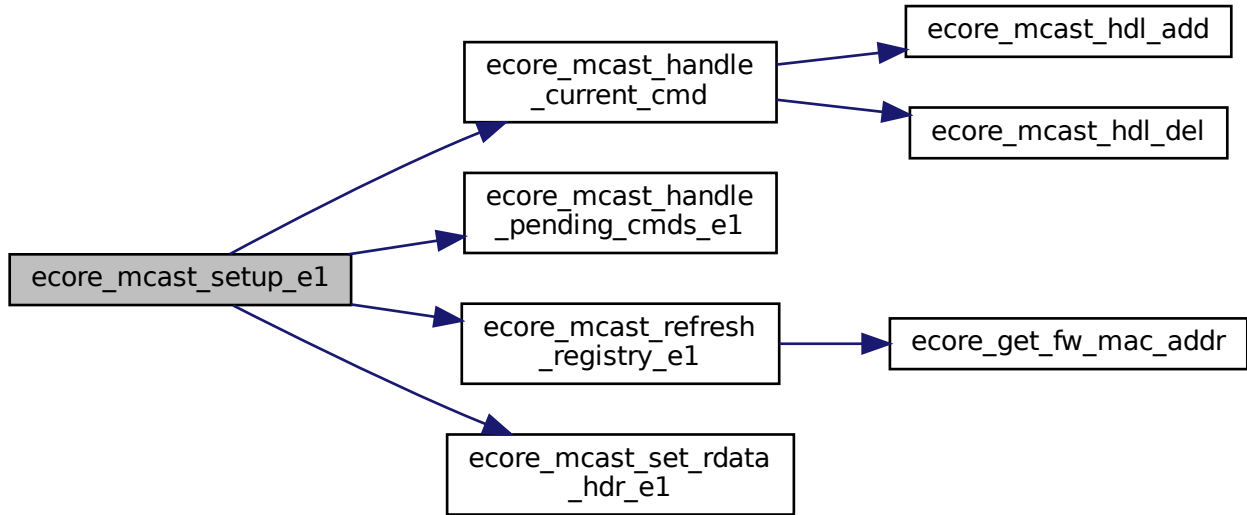 ecore_mcast_setup_e1
ecore_mcast_handle
_current_cmd
ecore_mcast_hdl_add
ecore_mcast_hdl_del
ecore_mcast_handle
_pending_cmds_e1
ecore_mcast_refresh
_registry_e1
ecore_get_fw_mac_addr
ecore_mcast_set_rdata
_hdr_e1